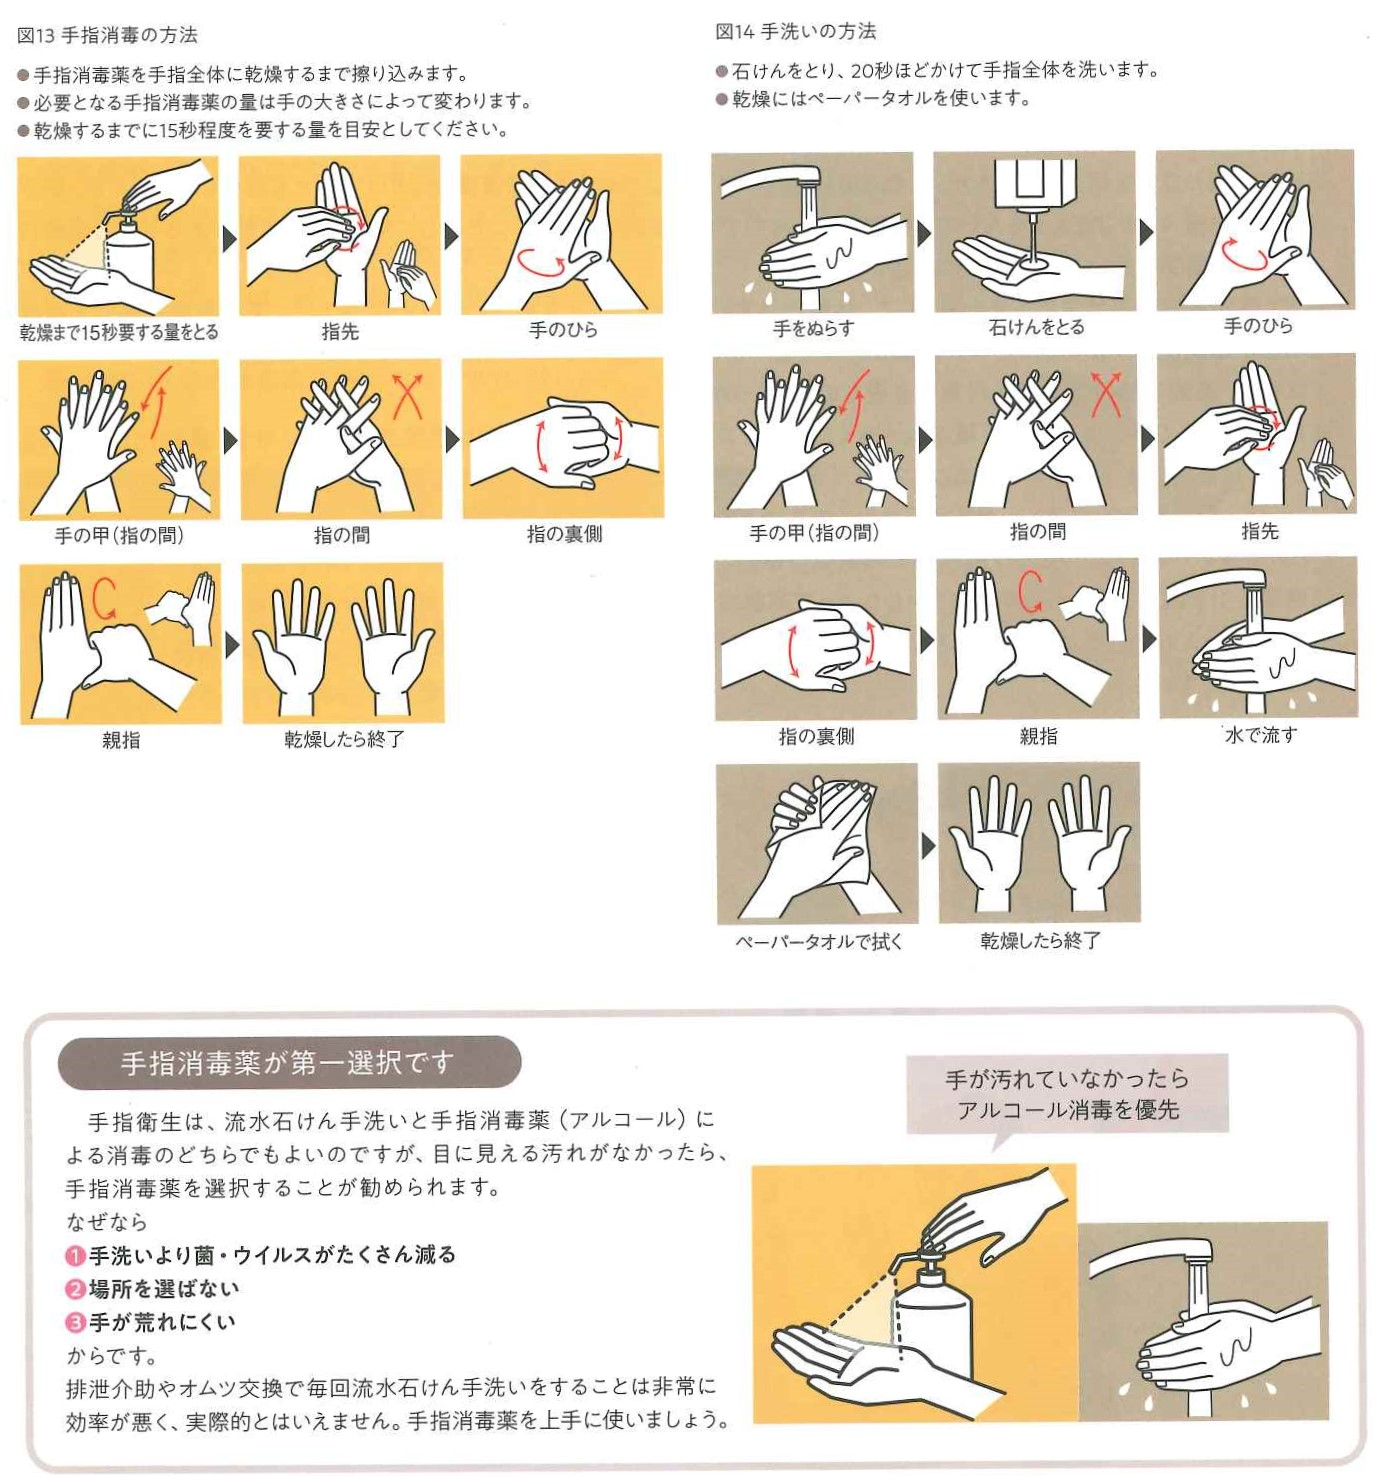 図13 手指消毒の方法
●手指消毒薬を手指全体に乾燥するまで擦り込みます。
●必要となる手指消毒薬の量は手の大きさによって変わります。
●乾燥するまでに15秒程度を要する量を目安としてください。
乾燥まで15秒要する量をとる
指先
手のひら
手の甲(指の間)
指の間
指の裏側
親指
乾燥したら終了
図14 手洗いの方法
●石けんをとり、20秒ほどかけて手指全体を洗います。
●乾燥にはペーパータオルを使います。
手をぬらす
石けんをとる
手のひら
手の甲(指の間)
指の間
指先
指の裏側
親指
水で流す
ペーパータオルで拭く
乾燥したら終了
手指消毒薬が第一選択です
手指衛生は、流水石けん手洗いと手指消毒薬(アルコール)に
よる消毒のどちらでもよいのですが、目に見える汚れがなかったら、
手指消毒薬を選択することが勧められます。
なぜなら
❶手洗いより菌・ウイルスがたくさん減る
❷場所を選ばない
❸手が荒れにくい
からです。
排泄介助やオムツ交換で毎回流水石けん手洗いをすることは非常に
効率が悪く、実際的とはいえません。手指消毒薬を上手に使いましょう。
手が汚れていなかったら
アルコール消毒を優先